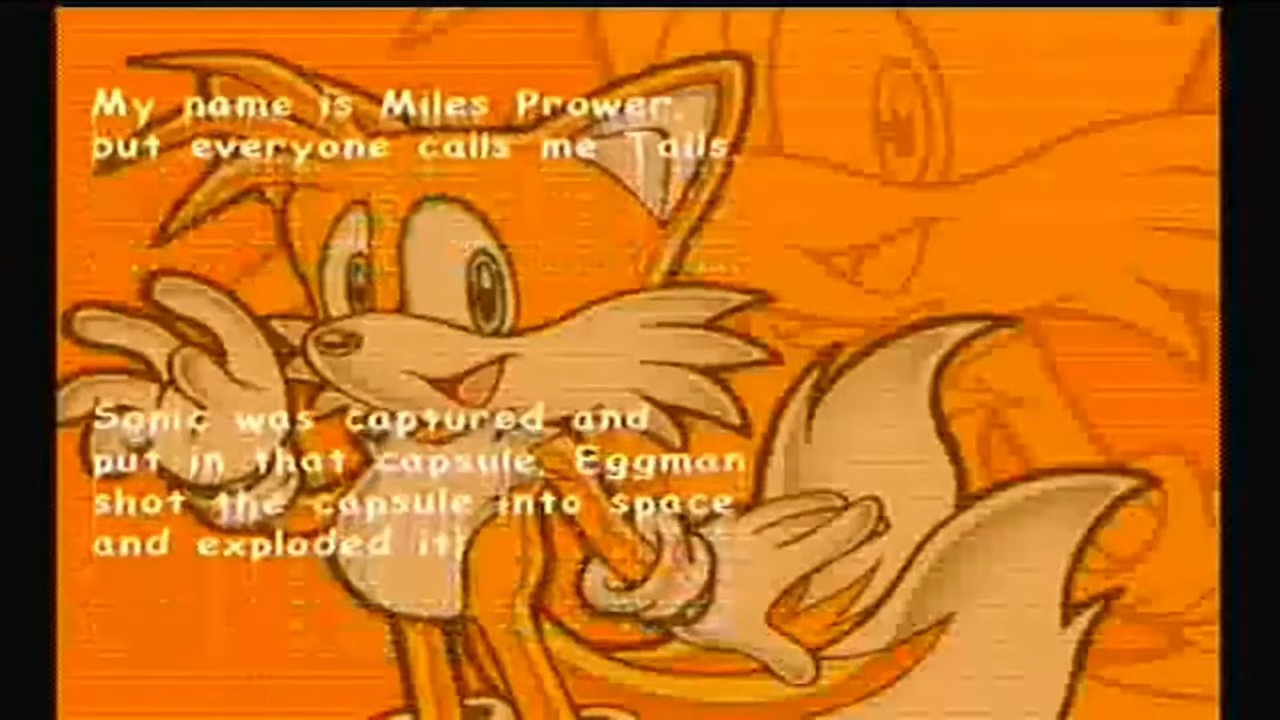 My name is Miles Prower,
but everyone calls me Tails.
Sonic was captured and
put in that capsule. Eggman
shot the capsule into space
and exploded it!